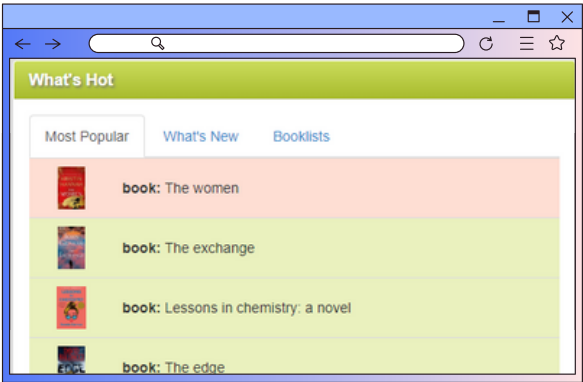 What's Hot
Most Popular What's New Booklists
book: The women
book: The exchange
book: Lessons in chemistry: a novel
book: The edge
EDGE